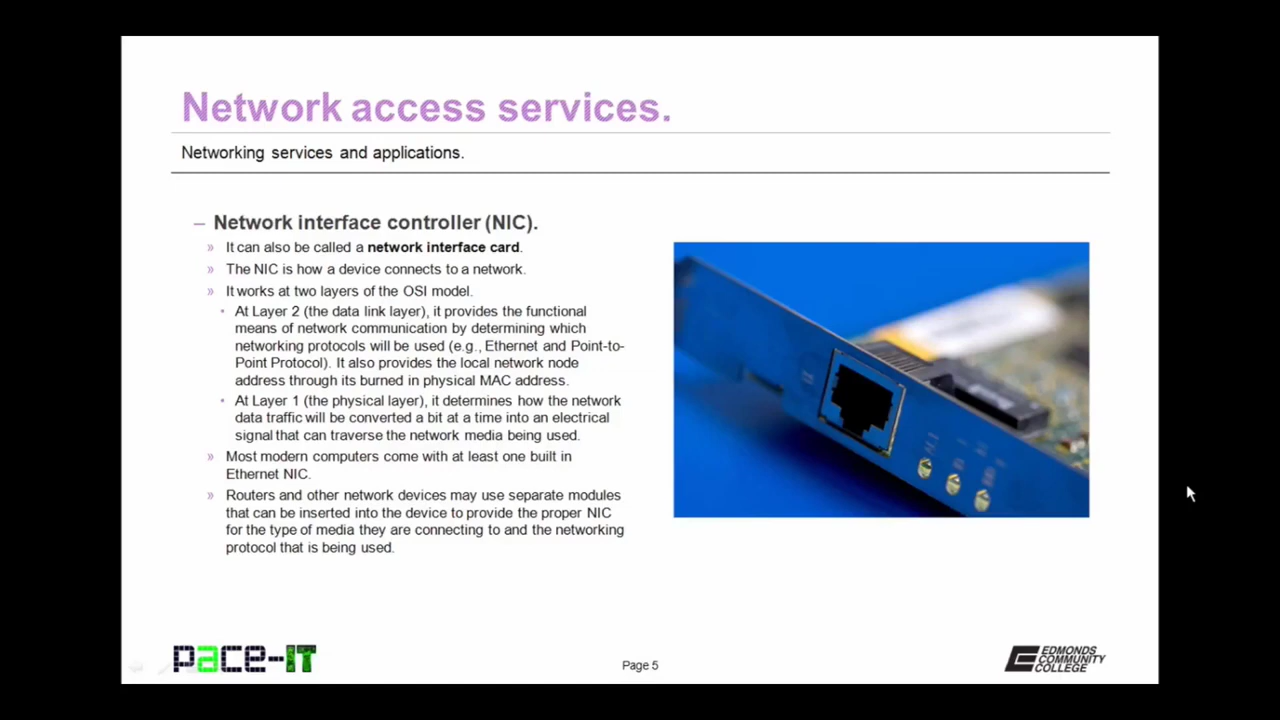 Network access services.
Networking services and applications.
– Network interface controller (NIC).
» It can also be called a network interface card.
» The NIC is how a device connects to a network.
» It works at two layers of the OSI model.
• At Layer 2 (the data link layer), it provides the functional
means of network communication by determining which
networking protocols will be used (e.g., Ethernet and Point-to-
Point Protocol). It also provides the local network node
address through its burned in physical MAC address.
• At Layer 1 (the physical layer), it determines how the network
data traffic will be converted a bit at a time into an electrical
signal that can traverse the network media being used.
» Most modern computers come with at least one built in
Ethernet NIC.
» Routers and other network devices may use separate modules
that can be inserted into the device to provide the proper NIC
for the type of media they are connecting to and the networking
protocol that is being used.
pace-IT
Page 5
EDMONDS
COMMUNITY
COLLEGE